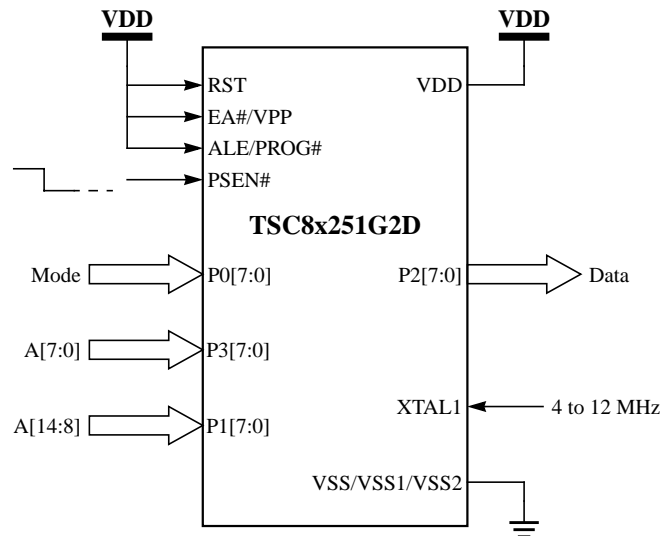 VDD VDD
RST VDD
EA#/VPP
ALE/PROG#
PSEN#
TSC8x251G2D
Mode P0[7:0] P2[7:0] Data
A[7:0] P3[7:0]
XTAL1 4 to 12 MHz
A[14:8] P1[7:0]
VSS/VSS1/VSS2